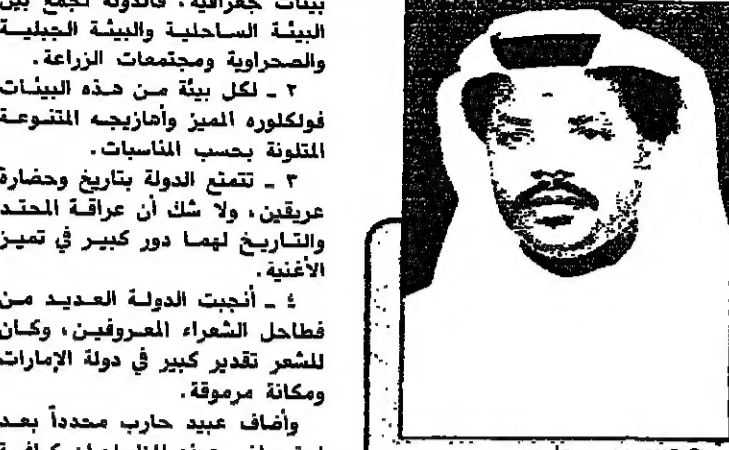 بيئات جغرافية، فالدولة تجمع بين
البيئة الساحلية والبيئة الجبلية
والصحراوية ومجتمعات الزراعة.
٢ ـ لكل بيئة من هذه البيئات
فولكلوره المميز وأهازيجه المتنوعة
المتلونة بحسب المناسبات.
٣ ـ تتمتع الدولة بتاريخ وحضارة
عريقين، ولا شك أن عراقة المحتد
والتاريخ لهما دور كبير في تميز
الأغنية.
٤ ـ أنجبت الدولة العديد من
فطاحل الشعراء المعروفين، وكان
للشعر تقدير كبير في دولة الإمارات
ومكانة مرموقة.
وأضاف عبيد حارب محدداً بعد